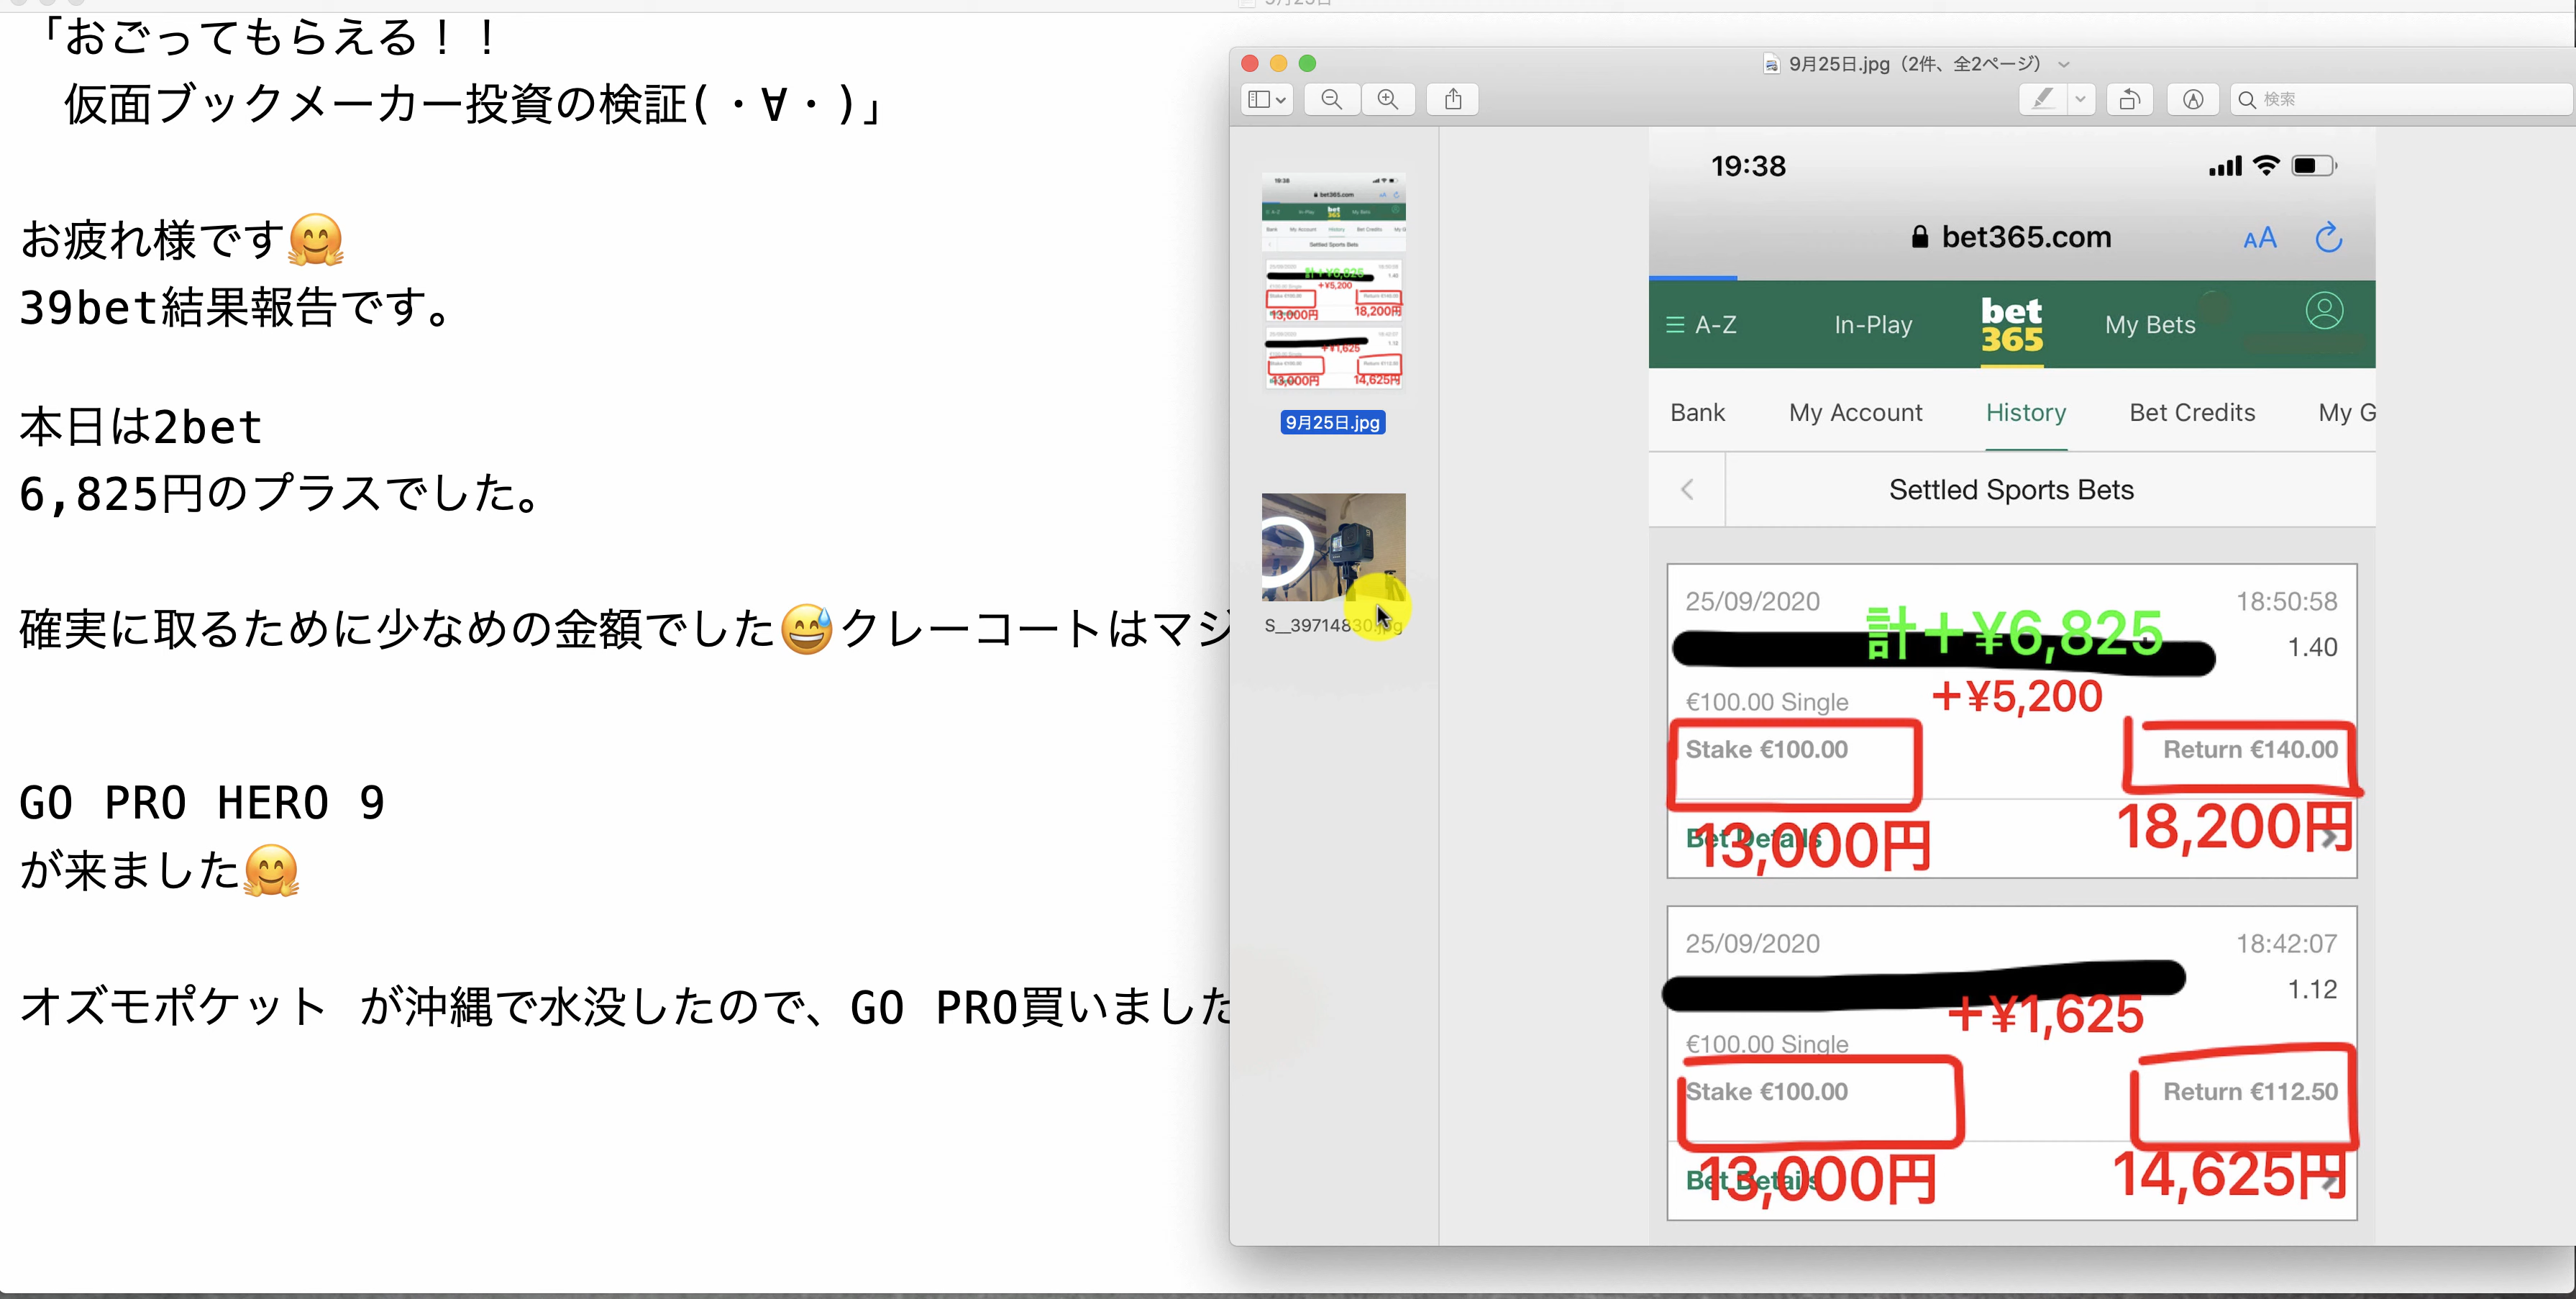 「おごってもらえる！！
仮面ブックメーカー投資の検証(・∀・)」
お疲れ様です🤗
39bet結果報告です。
本日は2bet
6,825円のプラスでした。
確実に取るために少なめの金額でした😅クレーコートはマジ
GO PRO HERO 9
が来ました🤗
オズモポケット が沖縄で水没したので、GO PRO買いました
9月25日.jpg（2件、全2ページ）
検索
9月25日.jpg
S__39714830.jpg
19:38
bet365.com
AA
A-Z In-Play bet365 My Bets
Bank My Account History Bet Credits My G
Settled Sports Bets
25/09/2020 18:50:58
計＋¥6,825
1.40
€100.00 Single
＋¥5,200
Stake €100.00 Return €140.00
Bet Details
13,000円 18,200円
25/09/2020 18:42:07
1.12
＋¥1,625
€100.00 Single
Stake €100.00 Return €112.50
Bet Details
13,000円 14,625円